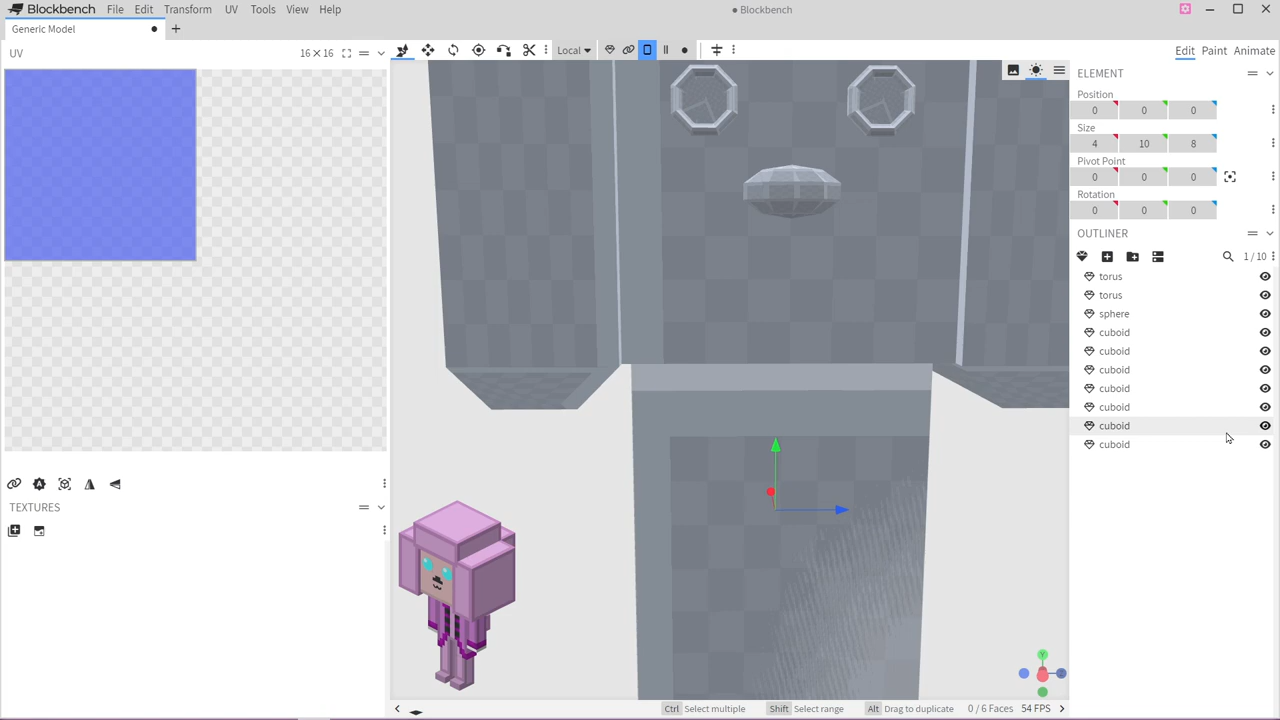 Blockbench File Edit Transform UV Tools View Help
Blockbench
Generic Model
UV 16×16
Local
Edit Paint Animate
ELEMENT
Position
0 0 0
Size
4 10 8
Pivot Point
0 0 0
Rotation
0 0 0
OUTLINER
1 / 10
torus
torus
sphere
cuboid
cuboid
cuboid
cuboid
cuboid
cuboid
cuboid
TEXTURES
Y
Ctrl Select multiple Shift Select range Alt Drag to duplicate 0 / 6 Faces 54 FPS